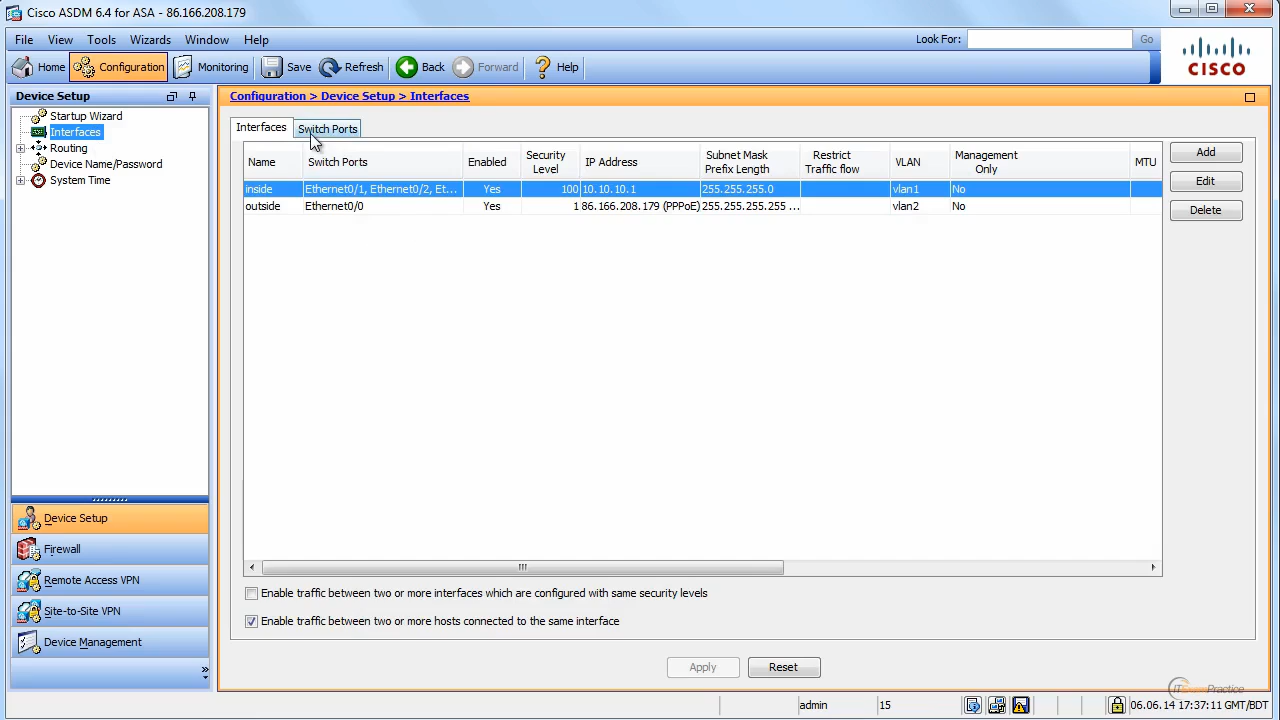 Cisco ASDM 6.4 for ASA - 86.166.208.179
File View Tools Wizards Window Help Look For: Go
Home Configuration Monitoring Save Refresh Back Forward Help
CISCO
Device Setup
Startup Wizard
Interfaces
Routing
Device Name/Password
System Time
Device Setup
Firewall
Remote Access VPN
Site-to-Site VPN
Device Management
»
Configuration > Device Setup > Interfaces
Interfaces Switch Ports
Name Switch Ports Enabled Security Level IP Address Subnet Mask Prefix Length Restrict Traffic flow VLAN Management Only MTU
inside Ethernet0/1, Ethernet0/2, Et... Yes 100 10.10.10.1 255.255.255.0 vlan1 No
outside Ethernet0/0 Yes 1 86.166.208.179 (PPPoE) 255.255.255.255 ... vlan2 No
Add
Edit
Delete
Enable traffic between two or more interfaces which are configured with same security levels
Enable traffic between two or more hosts connected to the same interface
Apply Reset
admin 15 06.06.14 17:37:11 GMT/BDT